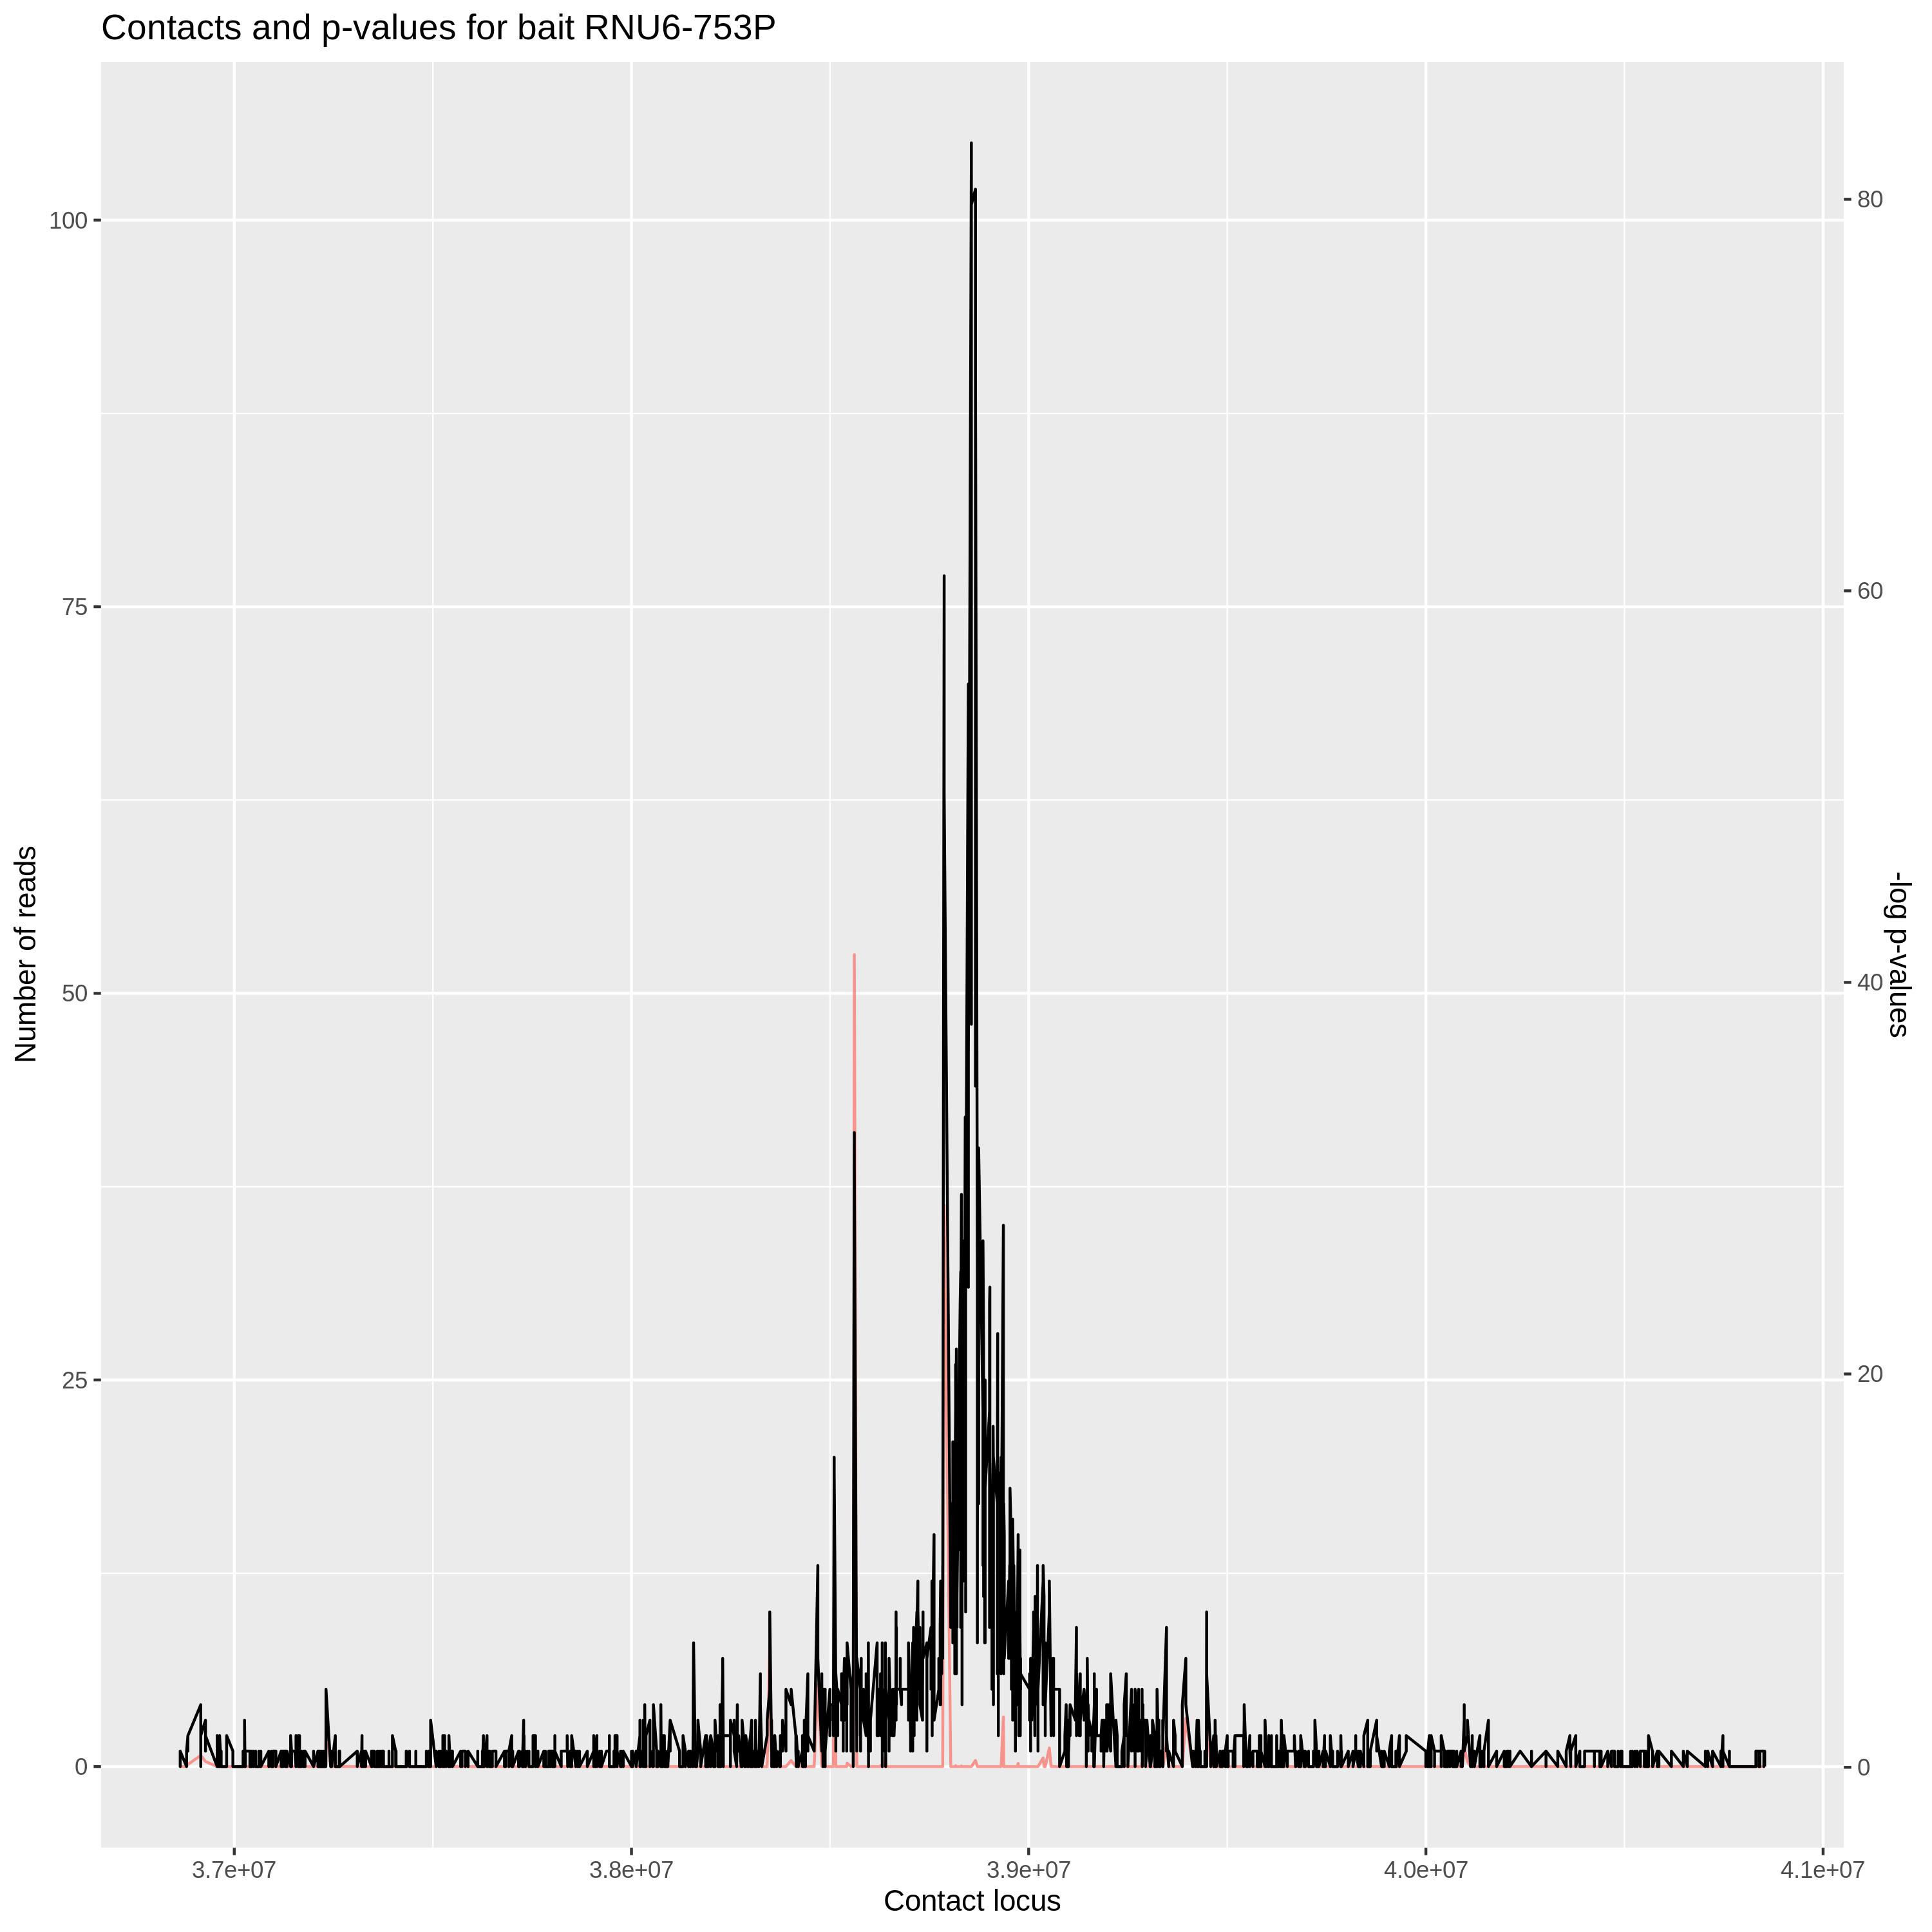 Contacts and p-values for bait RNU6-753P
100
75
50
25
0
Number of reads
80
60
40
20
0
-log p-values
3.7e+07
3.8e+07
3.9e+07
4.0e+07
4.1e+07
Contact locus